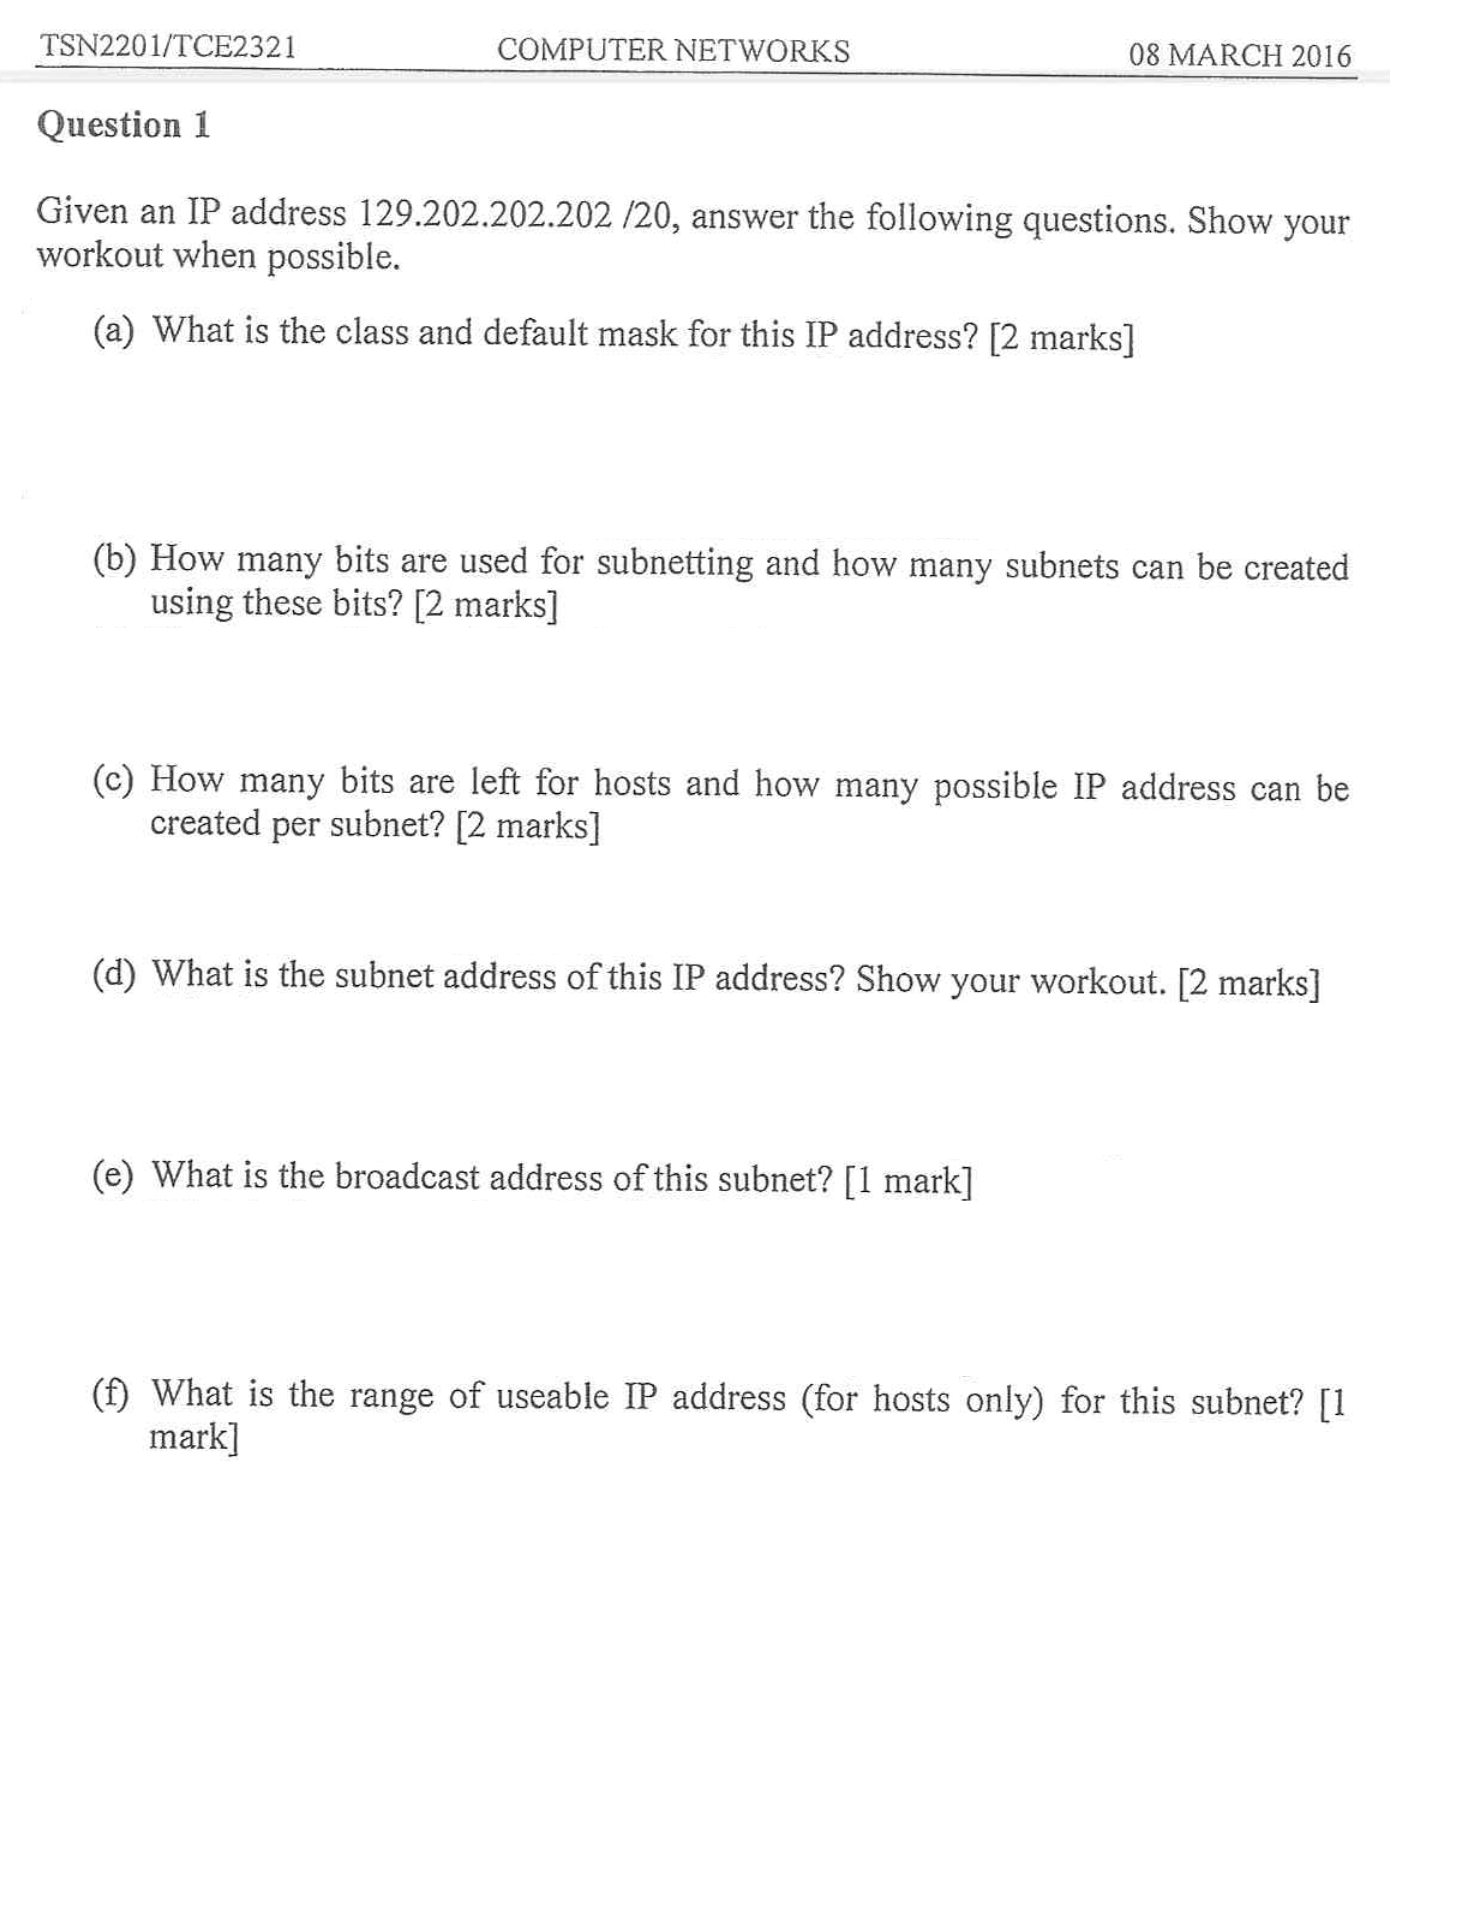 TSN2201/TCE2321 COMPUTER NETWORKS 08 MARCH 2016
Question 1
Given an IP address 129.202.202.202 /20, answer the following questions. Show your
workout when possible.
(a) What is the class and default mask for this IP address? [2 marks]
(b) How many bits are used for subnetting and how many subnets can be created
using these bits? [2 marks]
(c) How many bits are left for hosts and how many possible IP address can be
created per subnet? [2 marks]
(d) What is the subnet address of this IP address? Show your workout. [2 marks]
(e) What is the broadcast address of this subnet? [1 mark]
(f) What is the range of useable IP address (for hosts only) for this subnet? [1
mark]